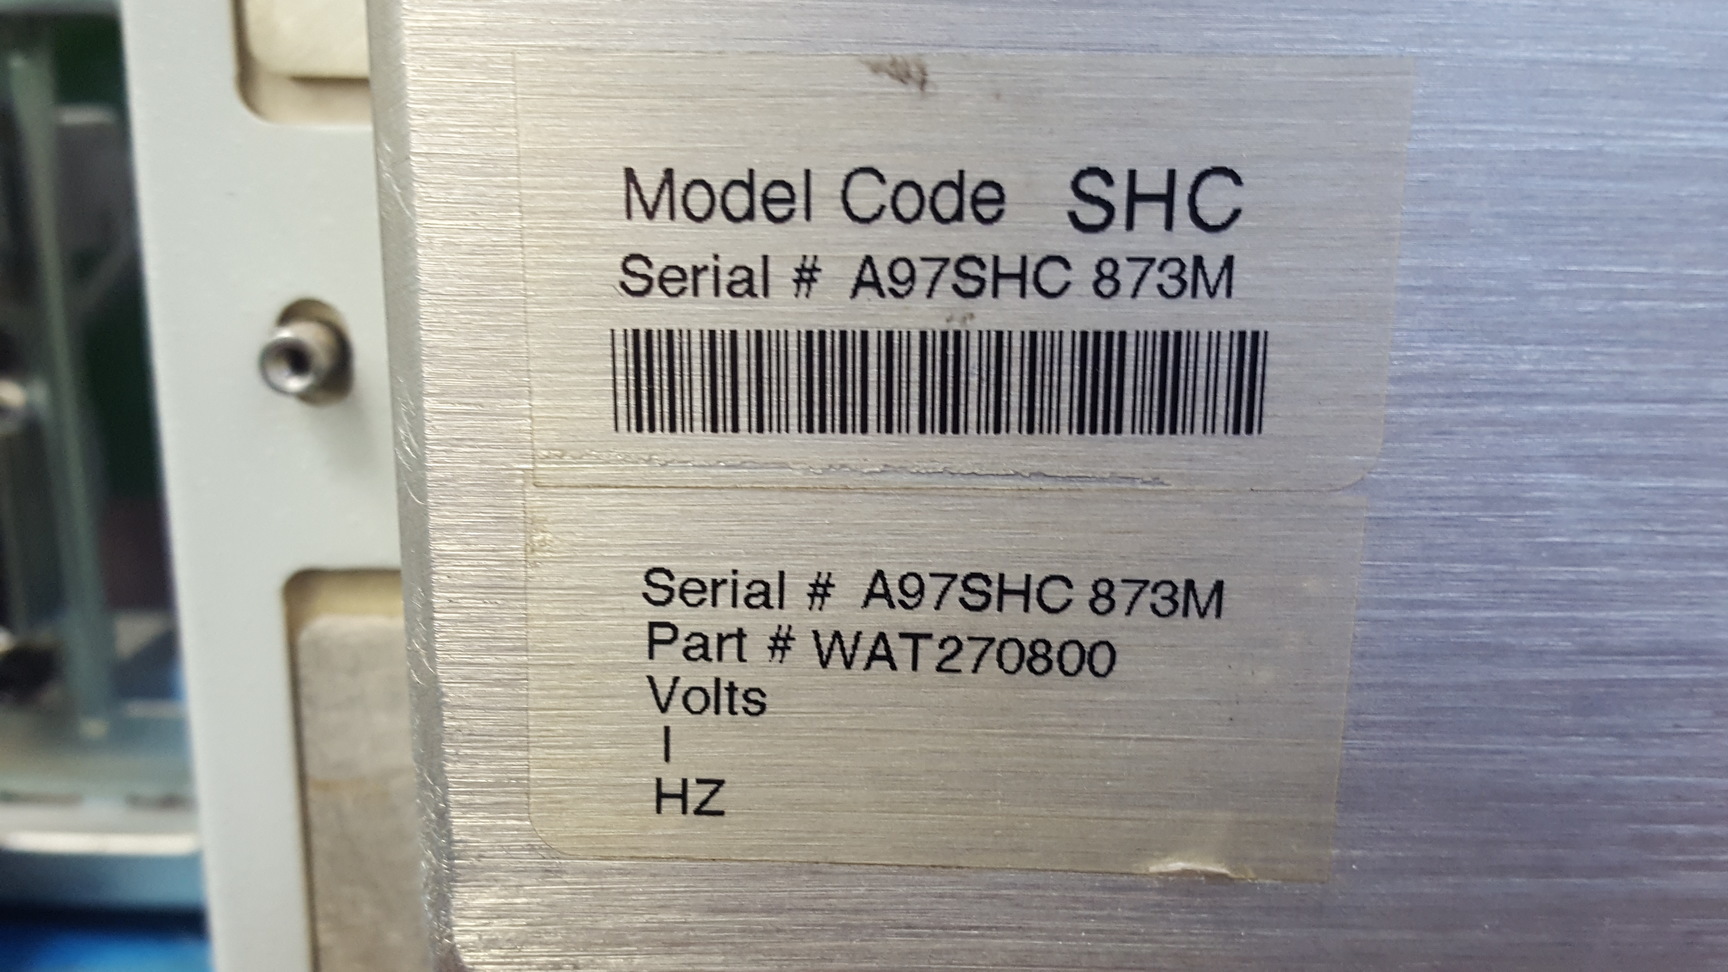 Model Code SHC
Serial # A97SHC 873M
Serial # A97SHC 873M
Part # WAT270800
Volts
I
HZ